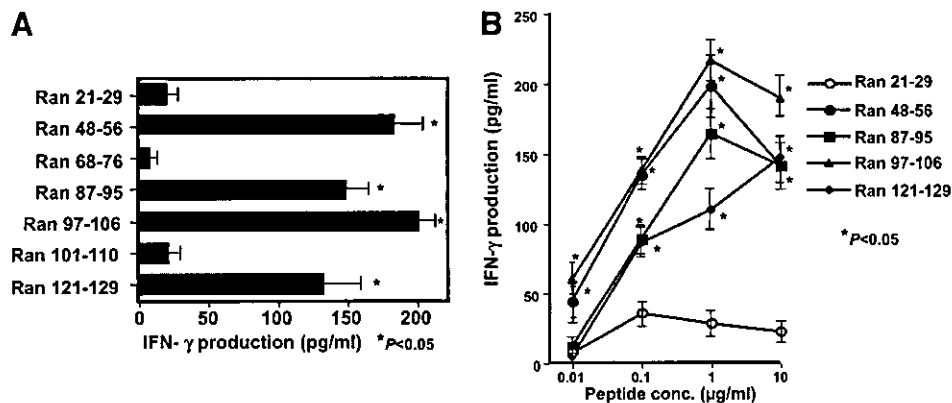 A
Ran 21-29
Ran 48-56
Ran 68-76
Ran 87-95
Ran 97-106
Ran 101-110
Ran 121-129
*
*
*
*
0 50 100 150 200
IFN- γ production (pg/ml) *P<0.05
B
IFN-γ production (pg/ml)
250
200
150
100
50
0
0.01 0.1 1 10
Peptide conc. (μg/ml)
*
*
*
*
*
*
*
*
*
*
*
*
*
*
Ran 21-29
Ran 48-56
Ran 87-95
Ran 97-106
Ran 121-129
*P<0.05